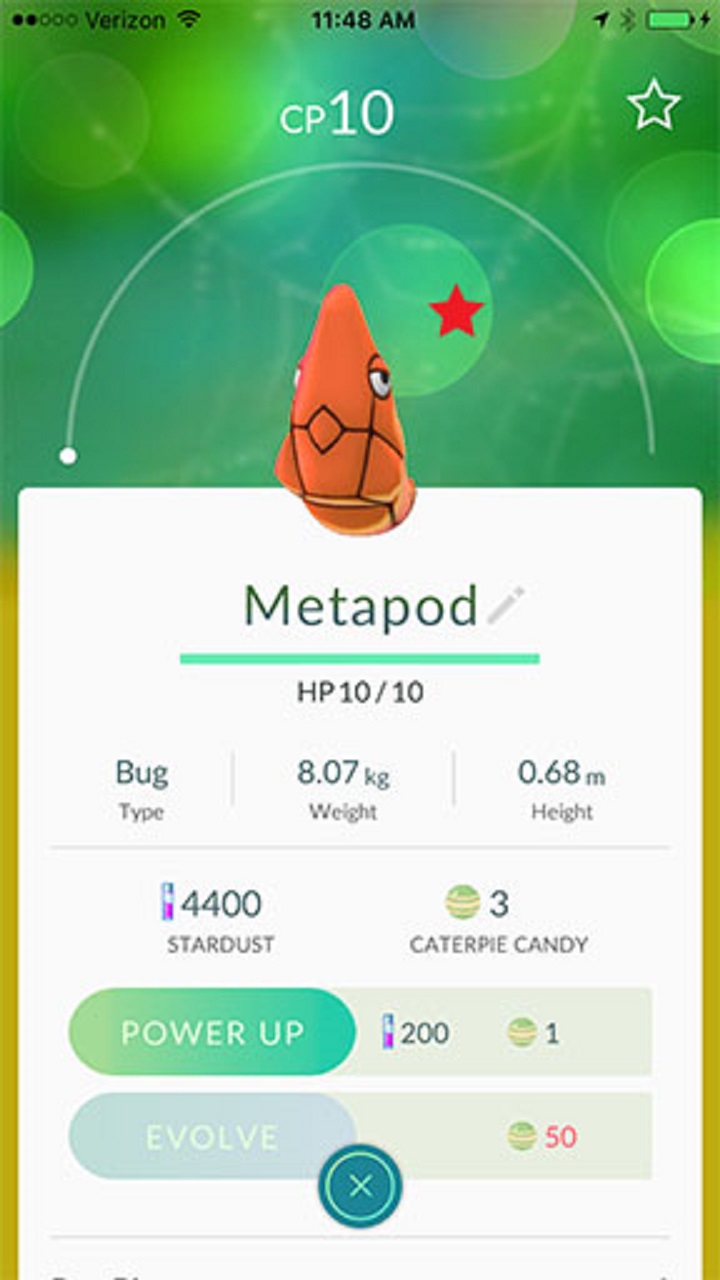 Verizon 11:48 AM
CP10
Metapod
HP 10 / 10
Bug 8.07 kg 0.68 m
Type Weight Height
4400 3
STARDUST CATERPIE CANDY
POWER UP 200 1
EVOLVE 50